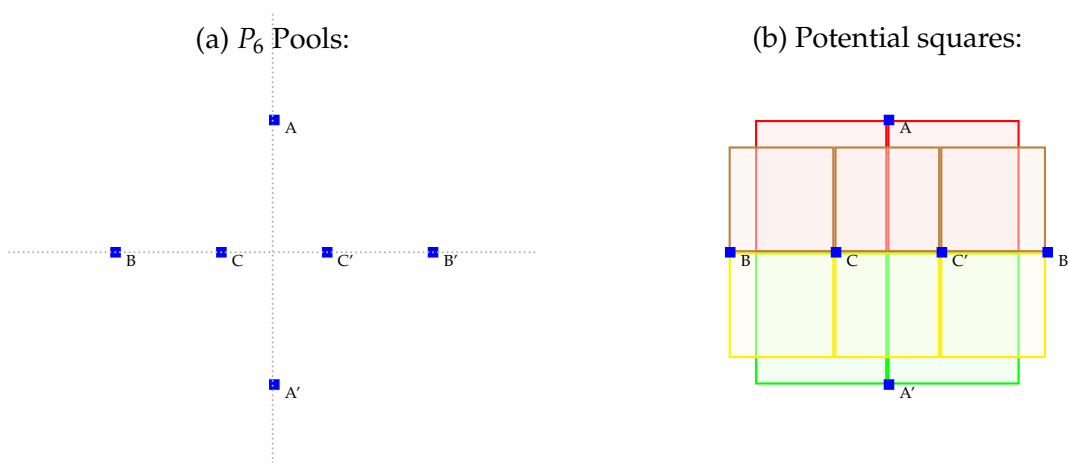 (a) P₆ Pools:
A
B
C
C′
B′
A′
(b) Potential squares:
A
B
C
C′
B
A′